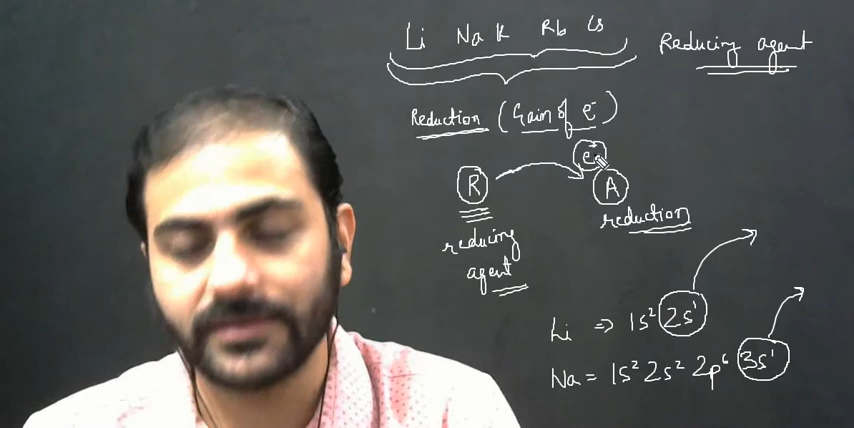 Li Na K Rb Cs
Reducing agent
Reduction (Gain of e⁻)
R e⁻ A
reducing
agent
reduction
Li ⇒ 1s² 2s¹
Na = 1s² 2s² 2p⁶ 3s¹